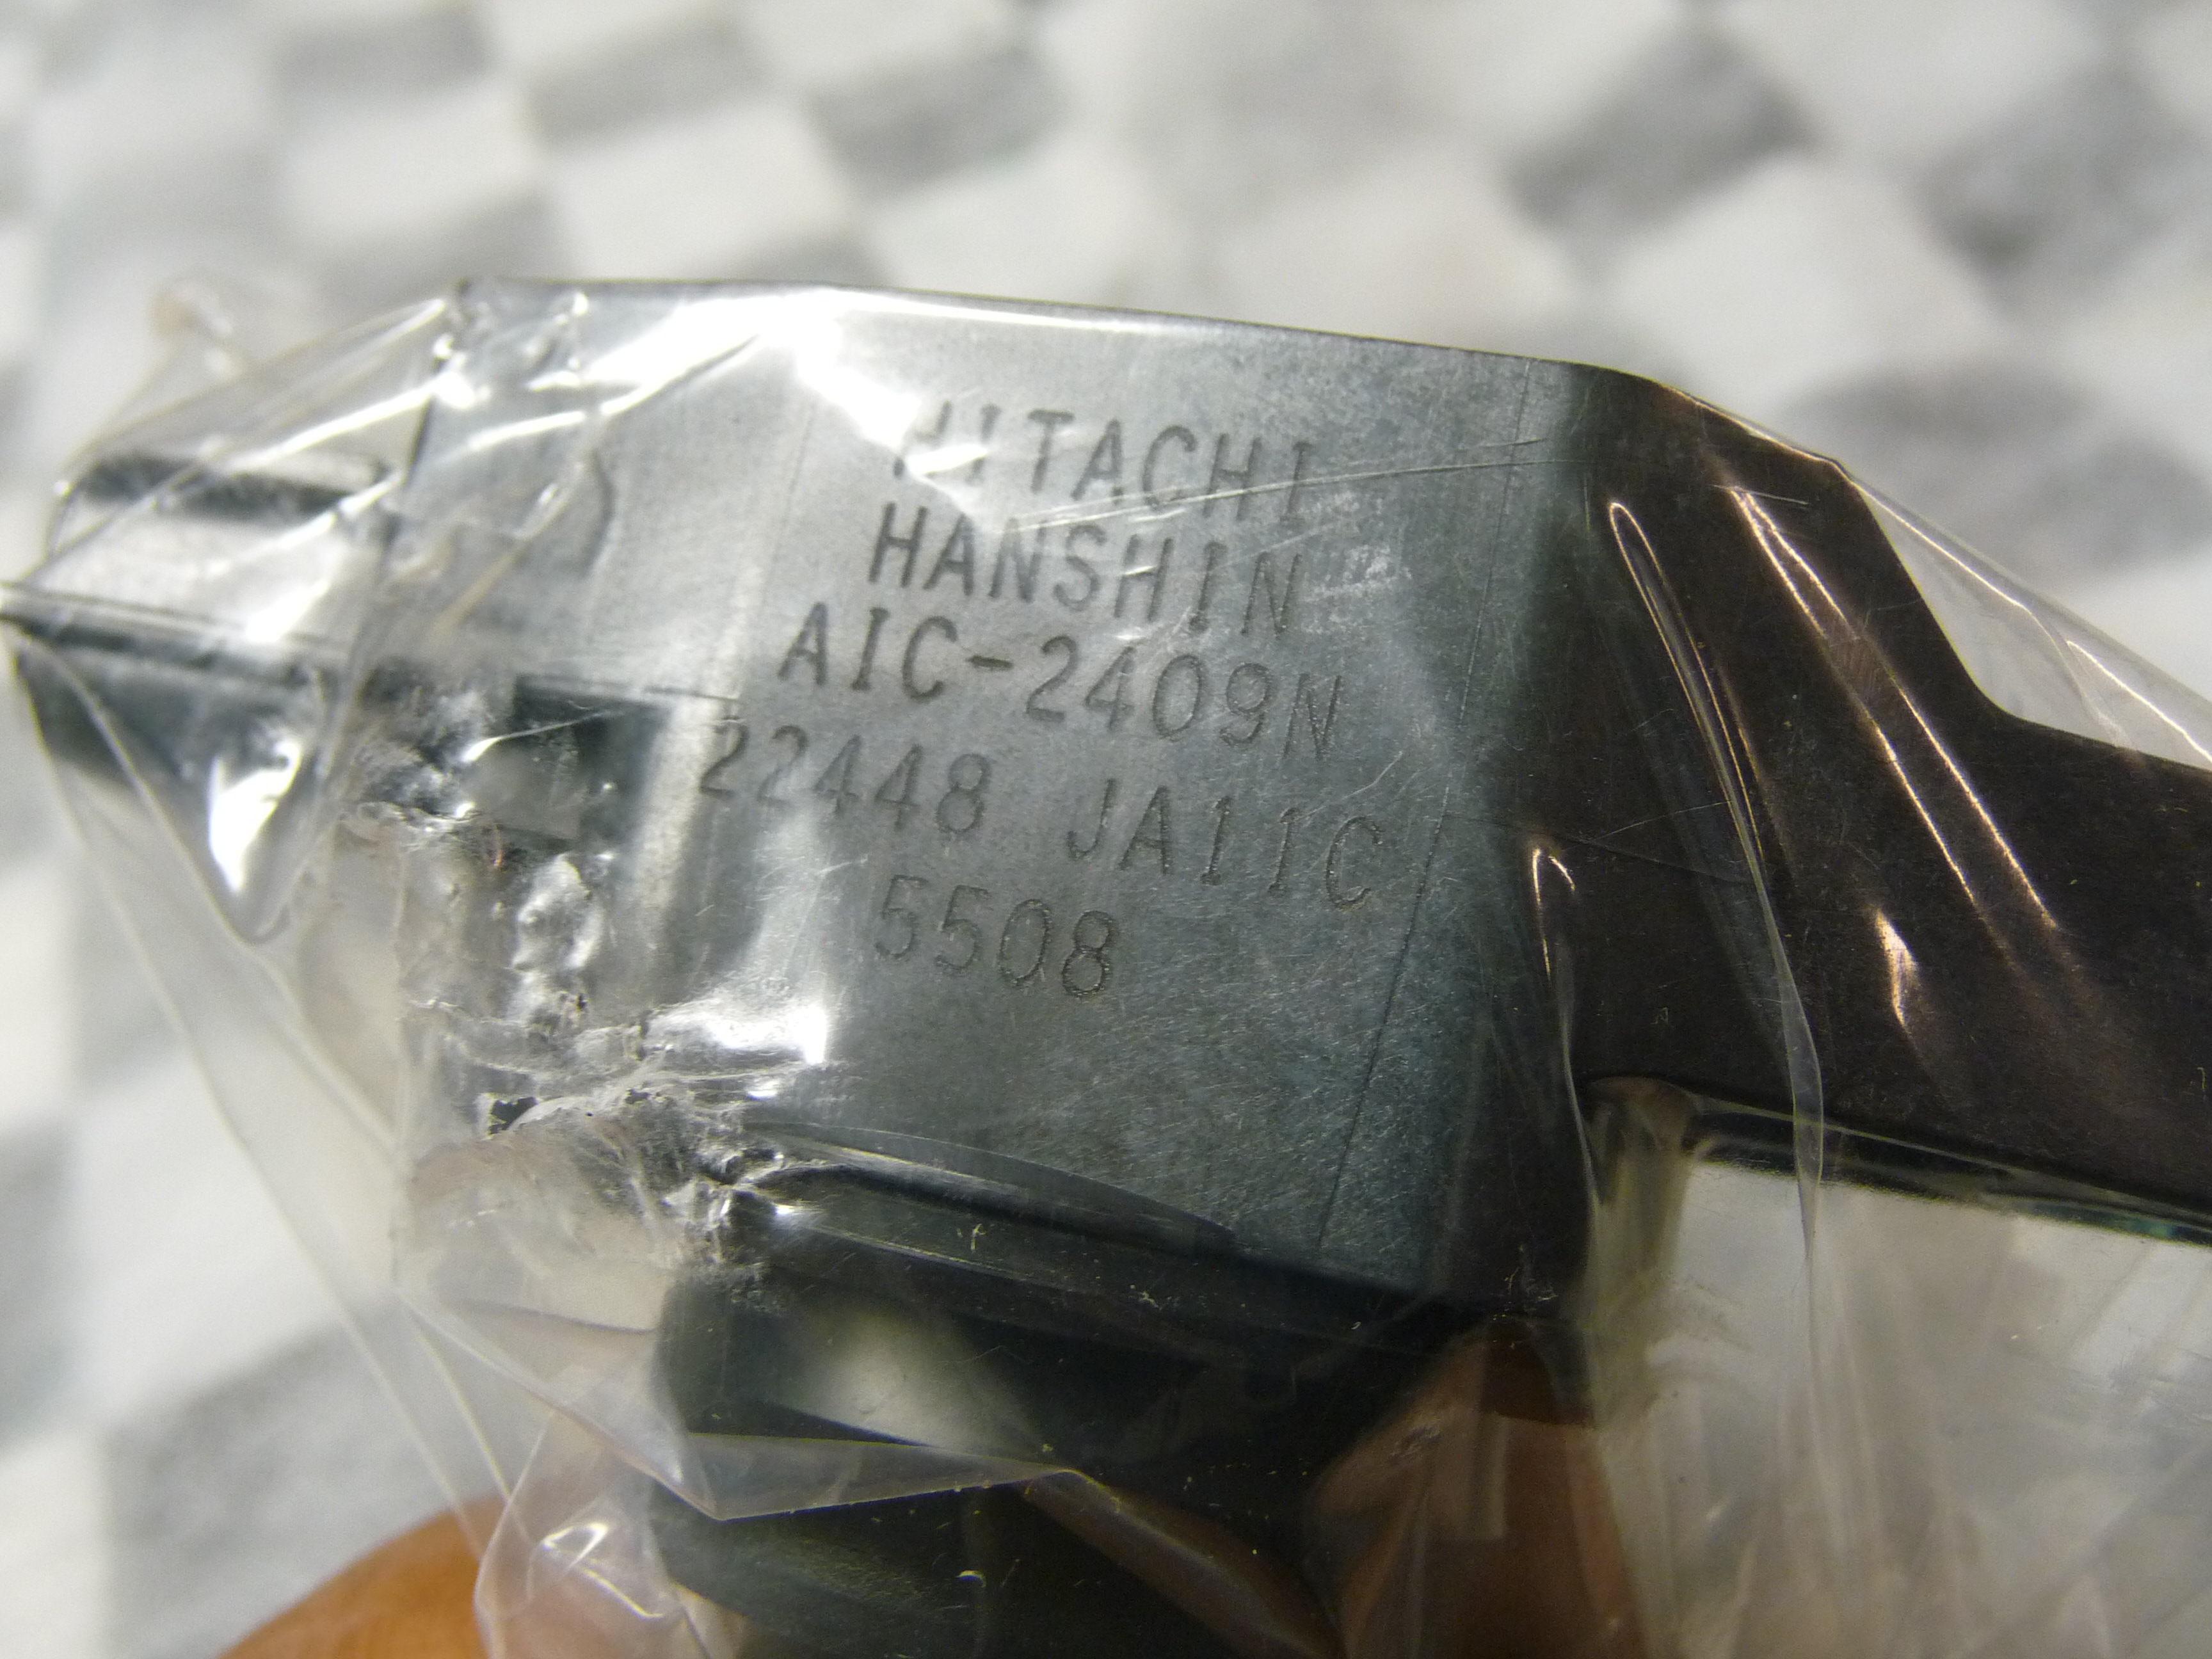 HITACHI
HANSHIN
AIC-2409N
22448 JA11C
5508